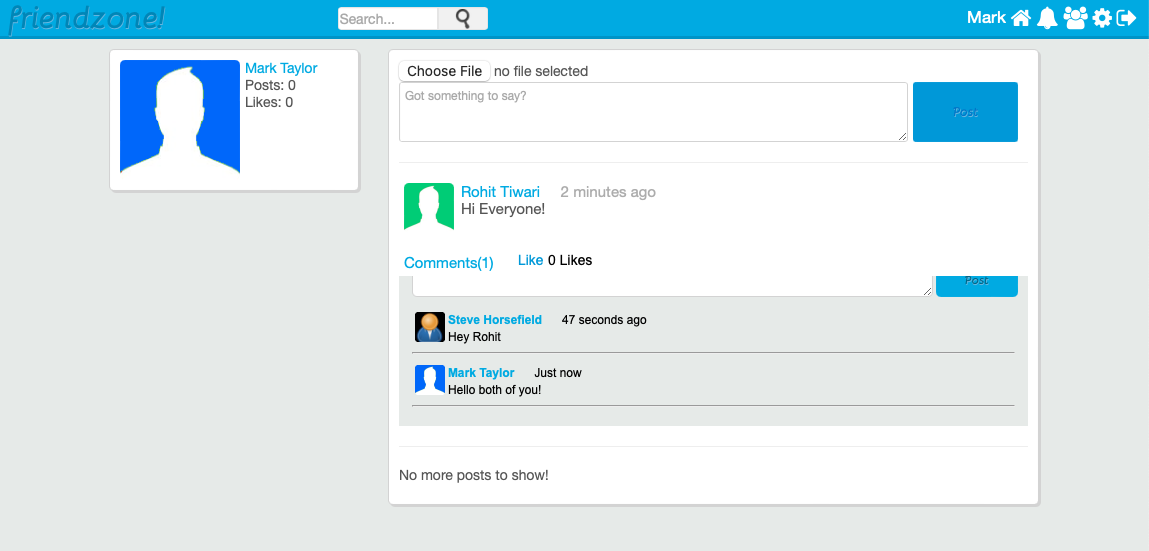 friendzone!
Search...
Mark
Mark Taylor
Posts: 0
Likes: 0
Choose File no file selected
Got something to say?
Post
Rohit Tiwari 2 minutes ago
Hi Everyone!
Comments(1) Like 0 Likes
Post
Steve Horsefield 47 seconds ago
Hey Rohit
Mark Taylor Just now
Hello both of you!
No more posts to show!